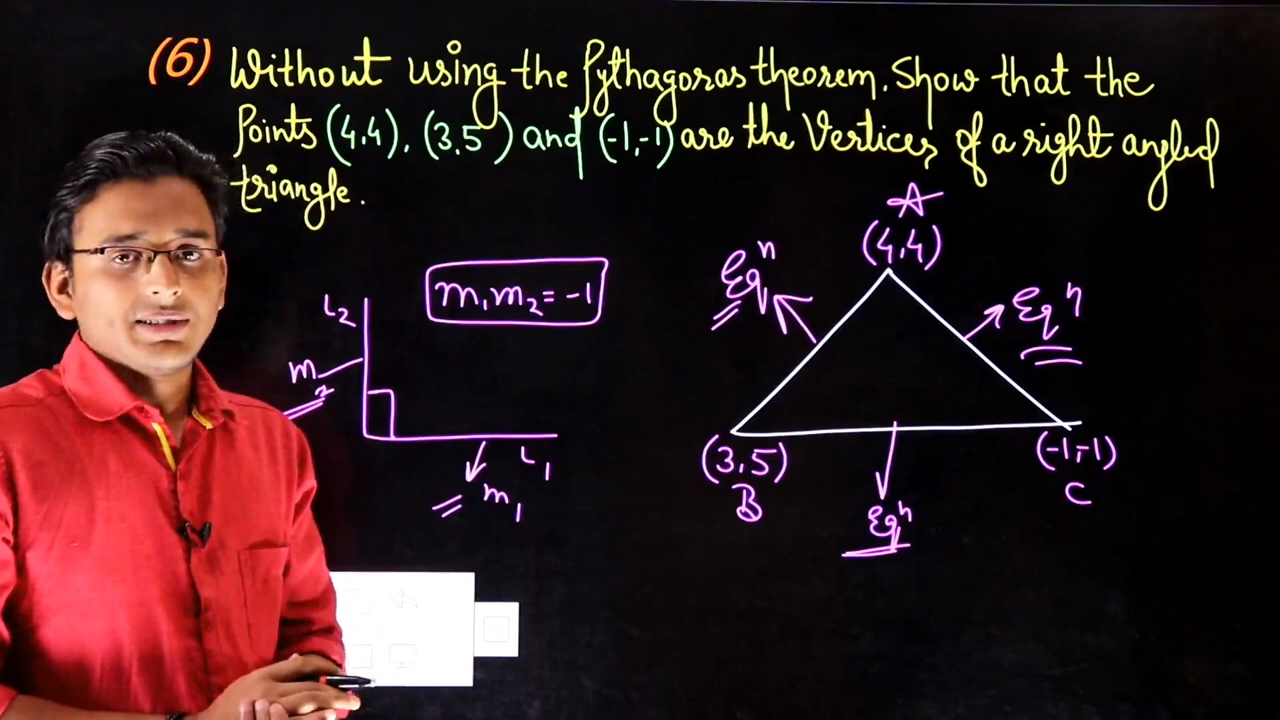 (6) Without using the Pythagoras theorem. Show that the
Points (4,4), (3,5) and (-1,-1) are the Vertices of a right angled
triangle.
A
(4,4)
m₁m₂ = -1
Eqⁿ
Eqⁿ
L₂
m₂
L₁
m₁
(3,5)
B
(-1,-1)
C
Eqⁿ